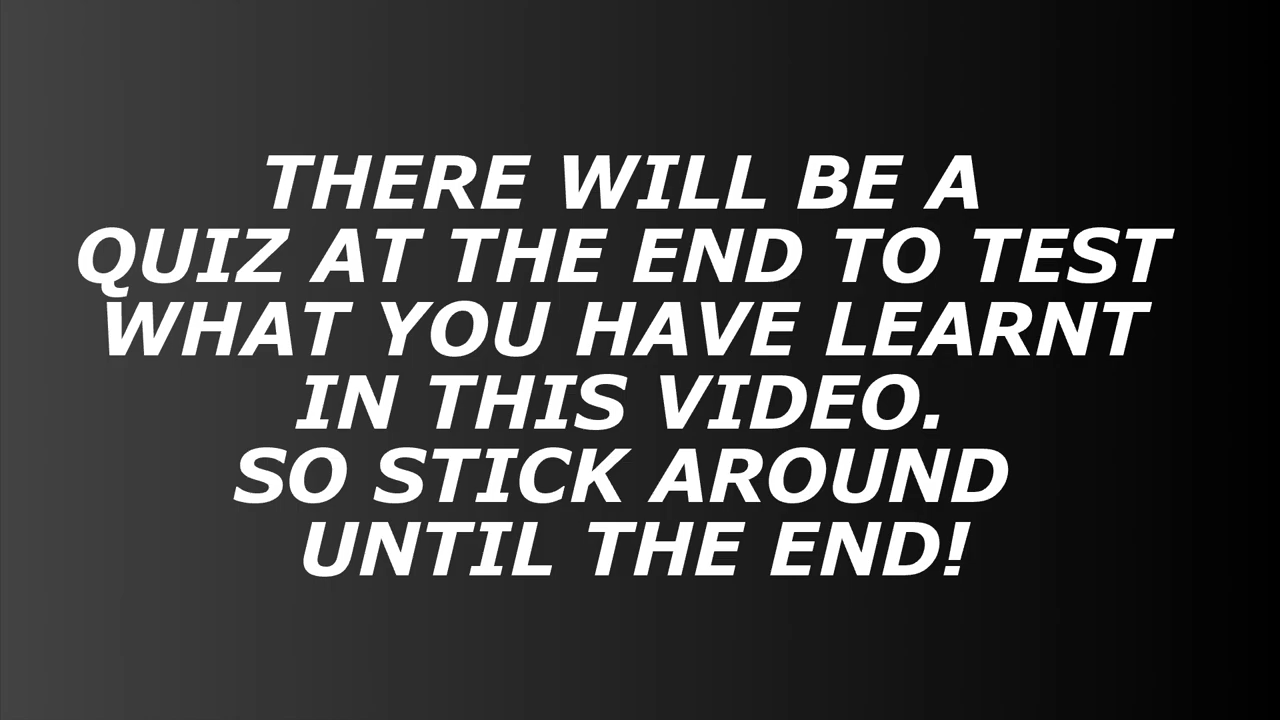 THERE WILL BE A
QUIZ AT THE END TO TEST
WHAT YOU HAVE LEARNT
IN THIS VIDEO.
SO STICK AROUND
UNTIL THE END!